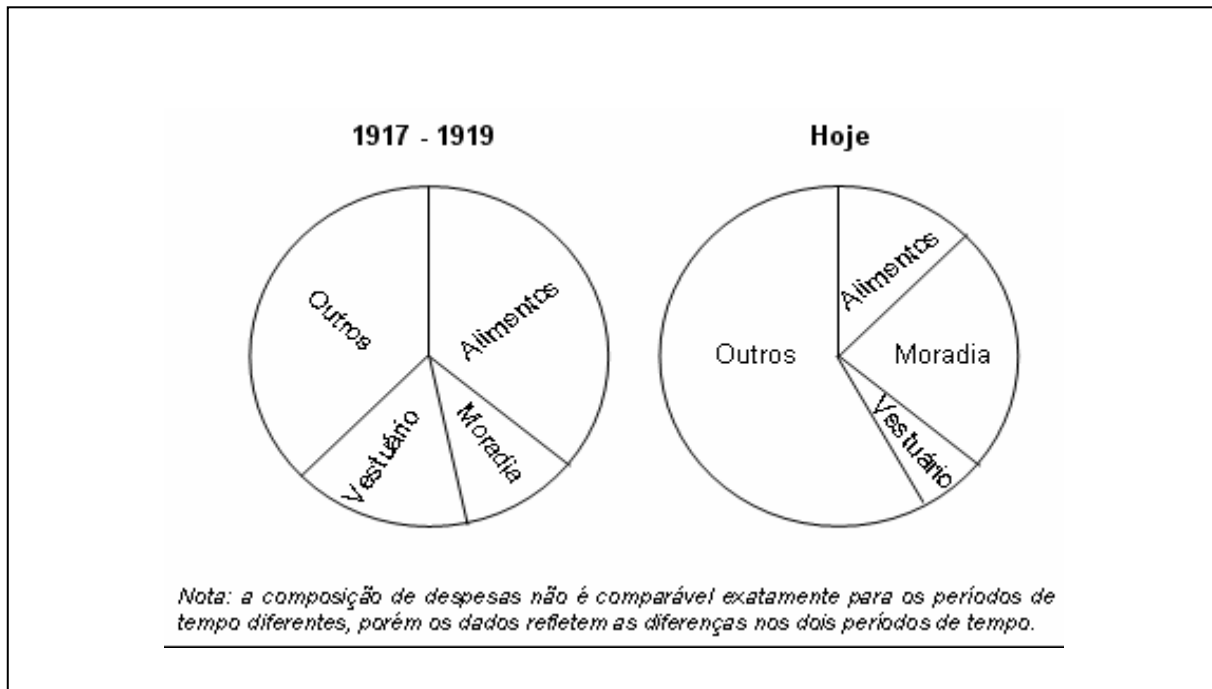 1917 - 1919
Outros
Alimentos
Vestuário
Moradia
Hoje
Alimentos
Outros
Moradia
Vestuário
Nota: a composição de despesas não é comparável exatamente para os períodos de
tempo diferentes, porém os dados refletem as diferenças nos dois períodos de tempo.